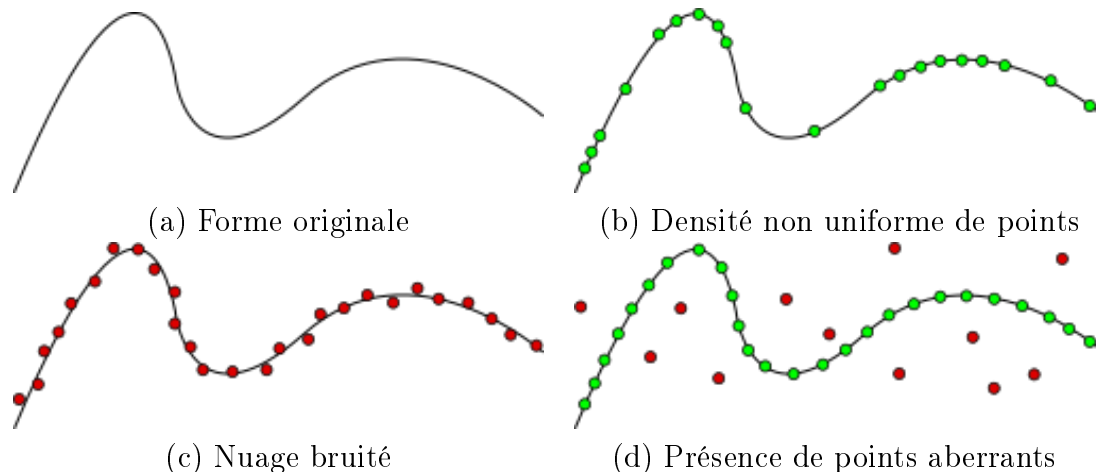 (a) Forme originale
(b) Densité non uniforme de points
(c) Nuage bruité
(d) Présence de points aberrants